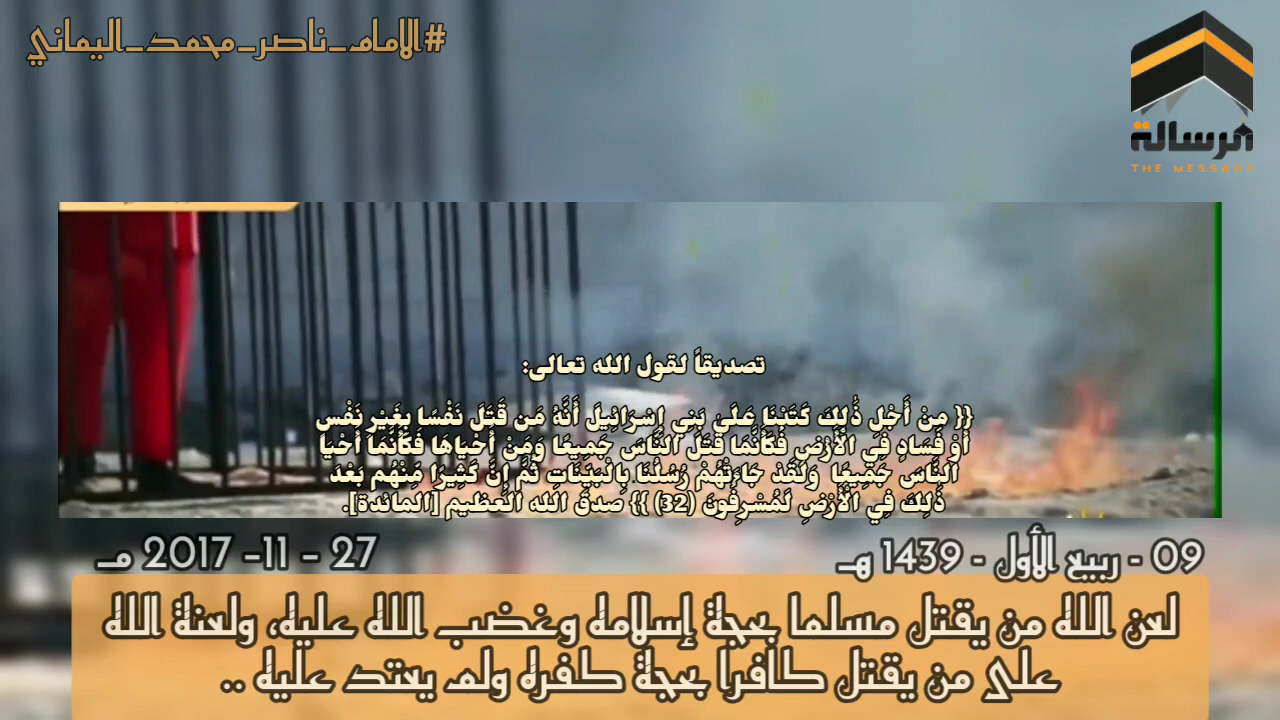 #الامام_ناصر_محمد_اليماني
الرسالة
THE MESSAGE
تصديقاً لقول الله تعالى:
{{ مِنْ أَجْلِ ذَٰلِكَ كَتَبْنَا عَلَىٰ بَنِي إِسْرَائِيلَ أَنَّهُ مَن قَتَلَ نَفْسًا بِغَيْرِ نَفْسٍ
أَوْ فَسَادٍ فِي الْأَرْضِ فَكَأَنَّمَا قَتَلَ النَّاسَ جَمِيعًا وَمَنْ أَحْيَاهَا فَكَأَنَّمَا أَحْيَا
النَّاسَ جَمِيعًا وَلَقَدْ جَاءَتْهُمْ رُسُلُنَا بِالْبَيِّنَاتِ ثُمَّ إِنَّ كَثِيرًا مِّنْهُم بَعْدَ
ذَٰلِكَ فِي الْأَرْضِ لَمُسْرِفُونَ (32) }} صدق الله العظيم [المائدة].
09 - ربيع الأول - 1439 هـ
27 - 11 - 2017 مـ
لعن الله من يقتل مسلما بحجة إسلامه وغضب الله عليه، ولعنة الله
على من يقتل كافرا بحجة كفره ولم يعتد عليه ..